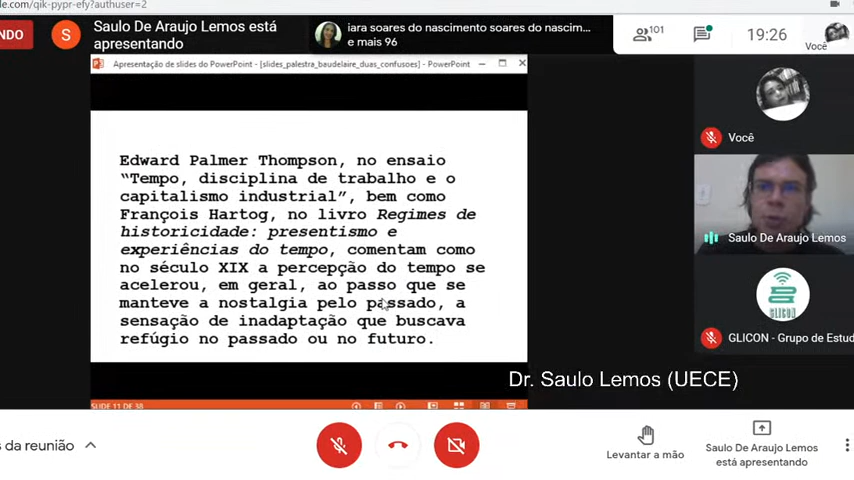 le.com/qik-pypr-efy?authuser=2
NDO
S
Saulo De Araujo Lemos está
apresentando
iara soares do nascimento soares do nascim...
e mais 96
101
19:26
Você
Apresentação de slides do PowerPoint - [slides_palestra_baudelaire_duas_confusoes] - PowerPoint
Edward Palmer Thompson, no ensaio
“Tempo, disciplina de trabalho e o
capitalismo industrial”, bem como
François Hartog, no livro Regimes de
historicidade: presentismo e
experiências do tempo, comentam como
no século XIX a percepção do tempo se
acelerou, em geral, ao passo que se
manteve a nostalgia pelo passado, a
sensação de inadaptação que buscava
refúgio no passado ou no futuro.
SLIDE 11 DE 38
Você
Saulo De Araujo Lemos
GLICON
GLICON - Grupo de Estud
Dr. Saulo Lemos (UECE)
s da reunião
Levantar a mão
Saulo De Araujo Lemos
está apresentando